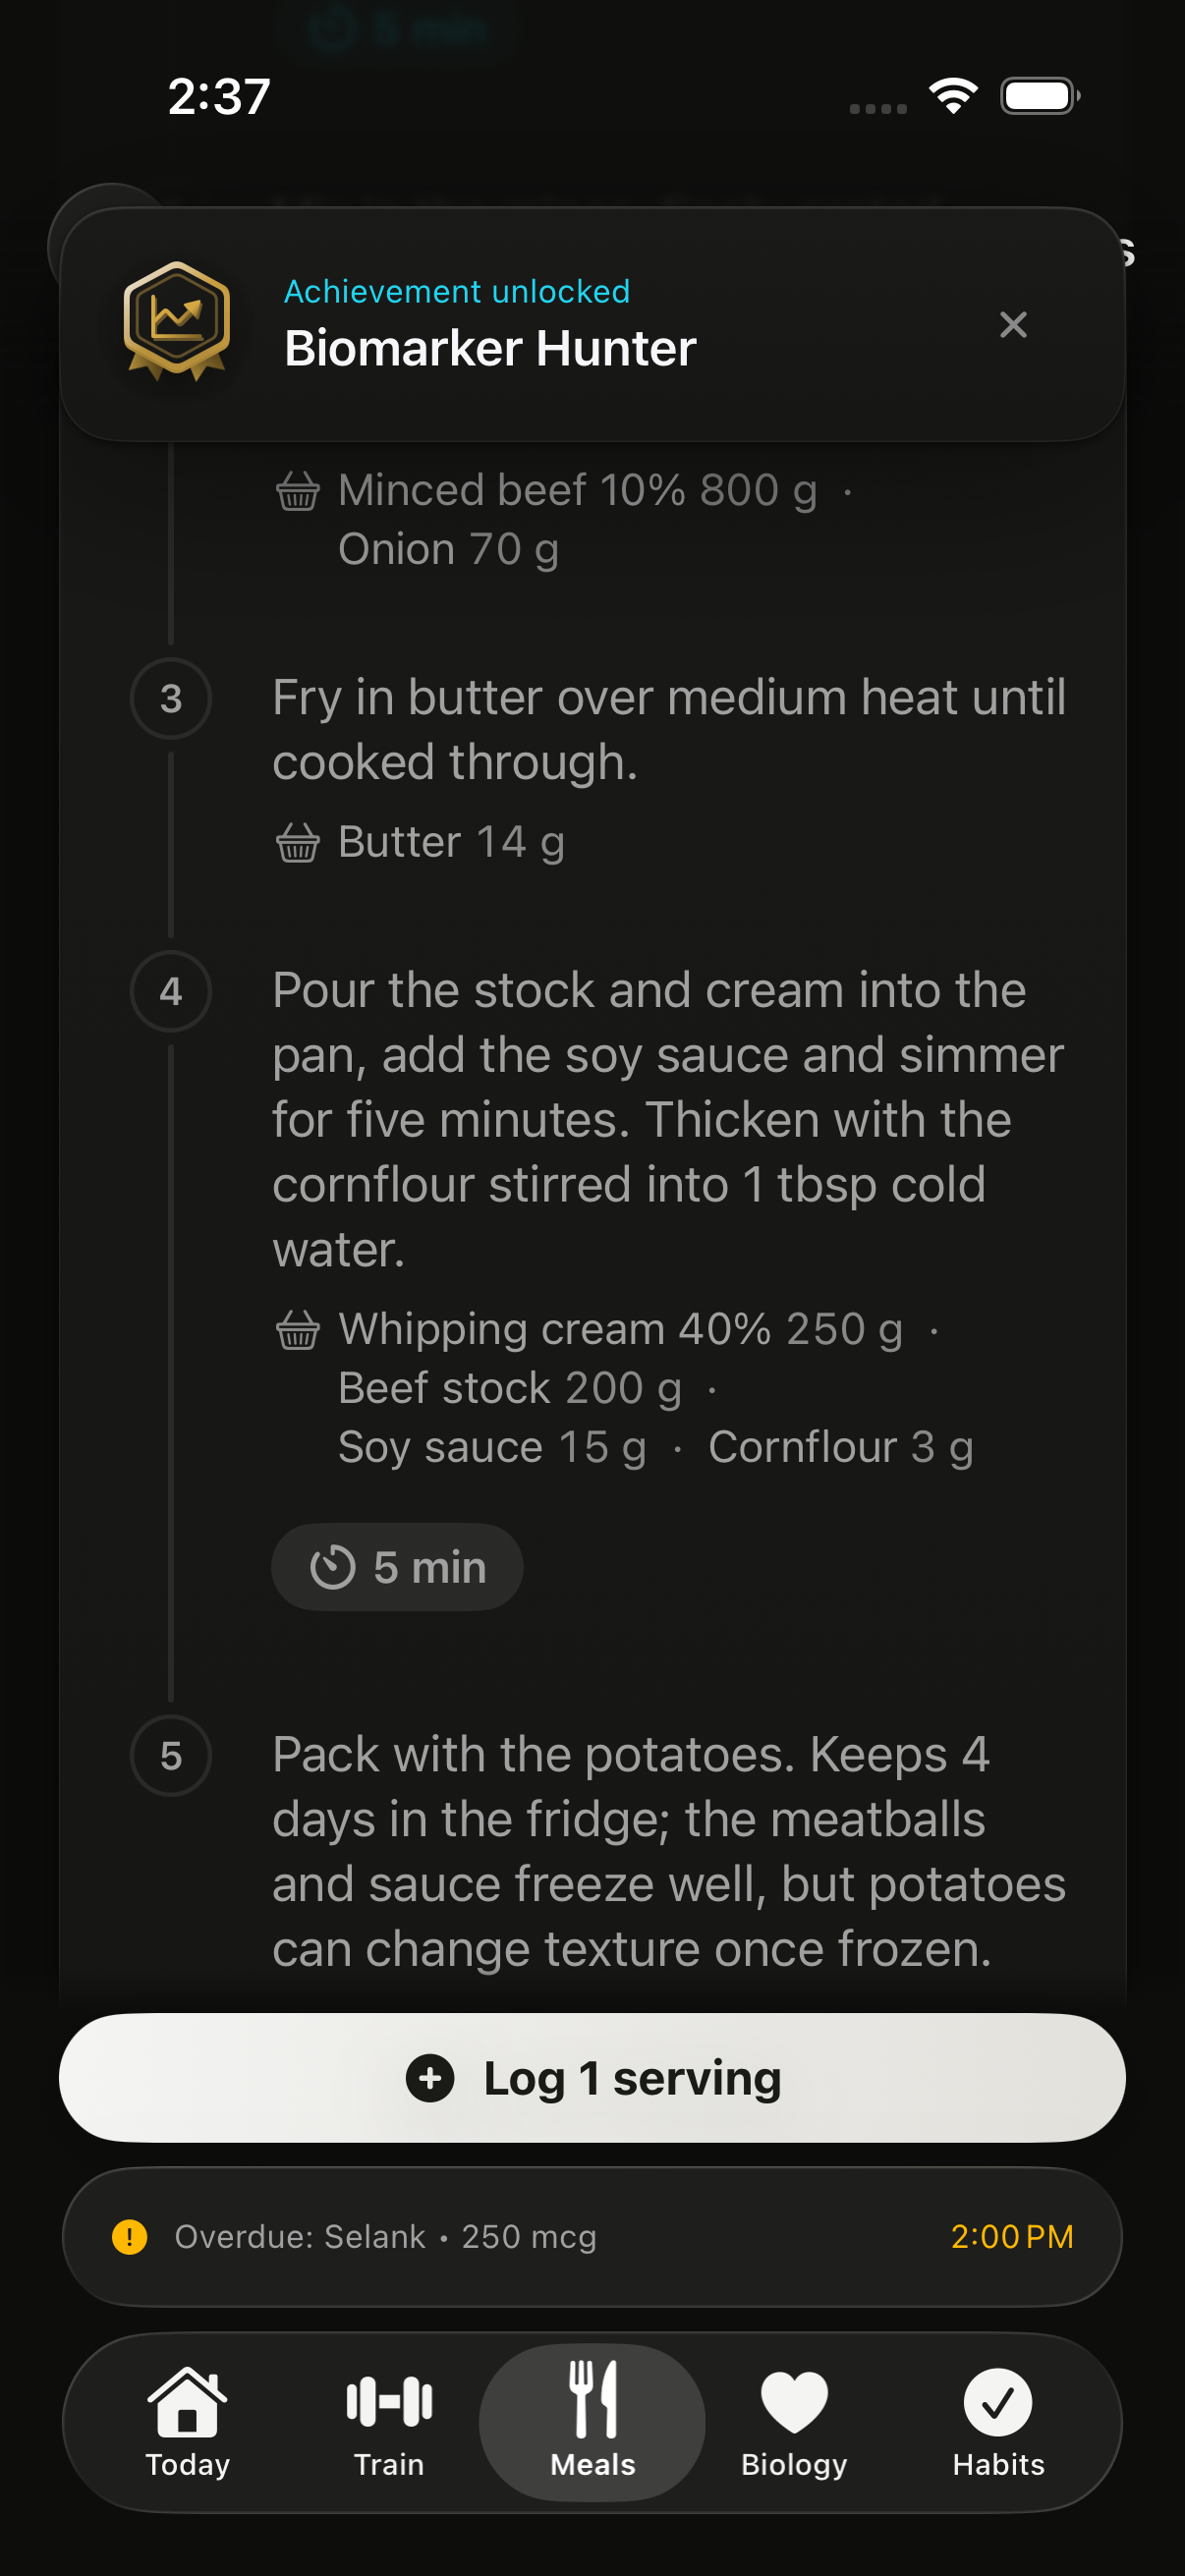 5 min
2:37
Achievement unlocked
Biomarker Hunter
Minced beef 10% 800 g ·
Onion 70 g
3
Fry in butter over medium heat until
cooked through.
Butter 14 g
4
Pour the stock and cream into the
pan, add the soy sauce and simmer
for five minutes. Thicken with the
cornflour stirred into 1 tbsp cold
water.
Whipping cream 40% 250 g ·
Beef stock 200 g ·
Soy sauce 15 g · Cornflour 3 g
5 min
5
Pack with the potatoes. Keeps 4
days in the fridge; the meatballs
and sauce freeze well, but potatoes
can change texture once frozen.
Log 1 serving
Overdue: Selank • 250 mcg
2:00 PM
Today
Train
Meals
Biology
Habits